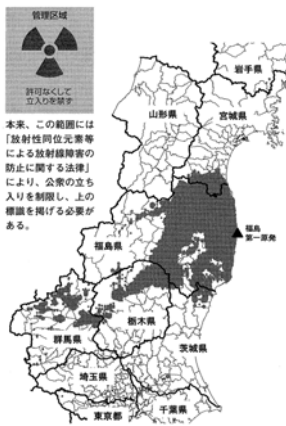 管理区域
許可なくして
立入りを禁ず
本来、この範囲には
「放射性同位元素等
による放射線障害の
防止に関する法律」
により、公衆の立ち
入りを制限し、上の
標識を掲げる必要が
ある。
岩手県
山形県
宮城県
福島県
福島
第一原発
栃木県
群馬県
茨城県
埼玉県
東京都
千葉県